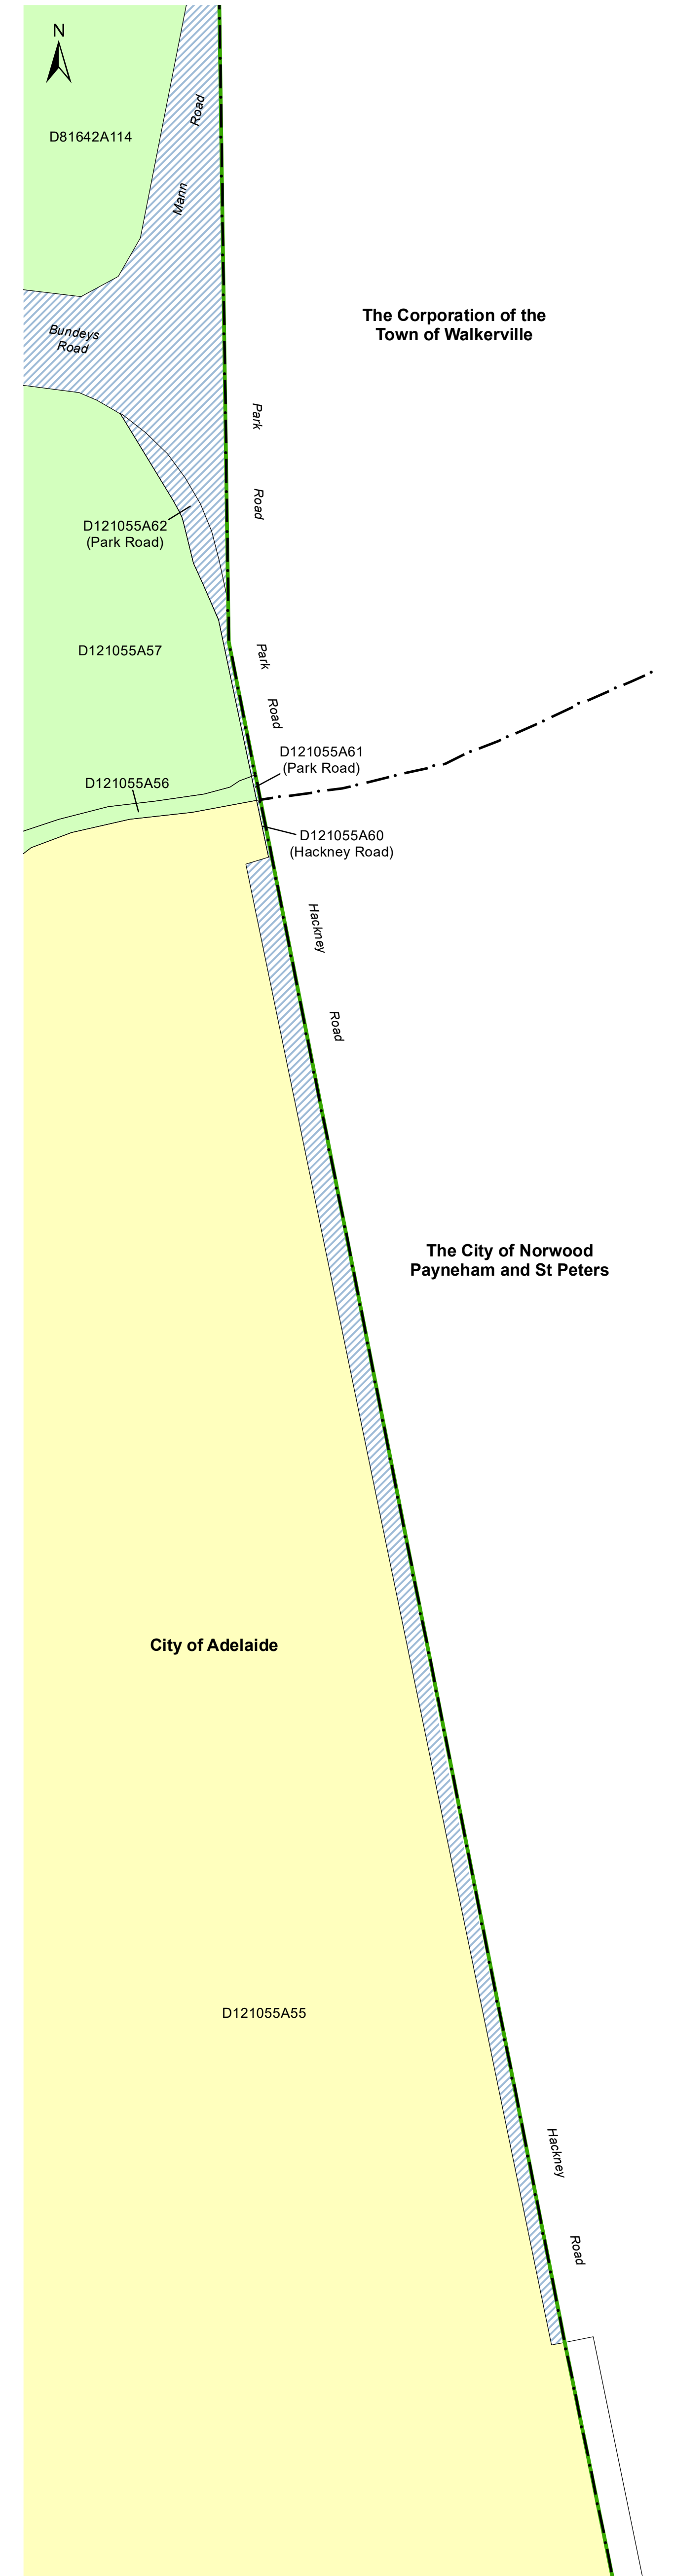 N
Road
D81642A114
Mann
The Corporation of the
Town of Walkerville
Bundeys
Road
Park
Road
D121055A62
(Park Road)
D121055A57
Park
Road
D121055A61
(Park Road)
D121055A56
D121055A60
(Hackney Road)
Hackney
Road
The City of Norwood
Payneham and St Peters
City of Adelaide
D121055A55
Hackney
Road